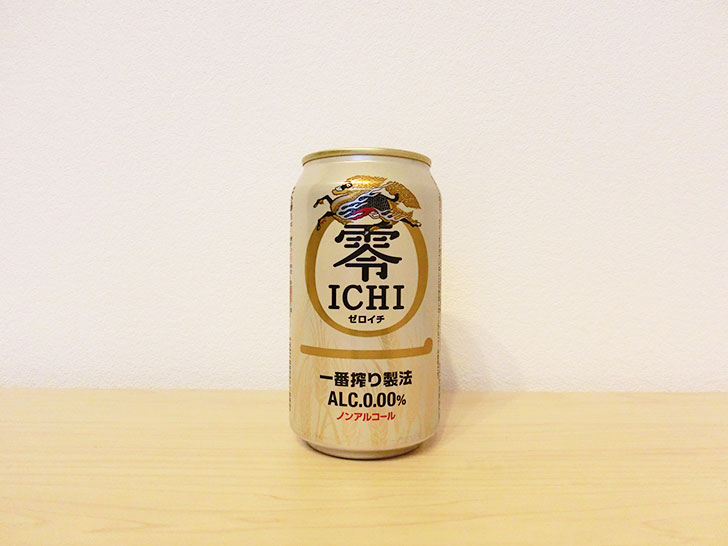 零
ICHI
ゼロイチ
一番搾り製法
ALC.0.00%
ノンアルコール